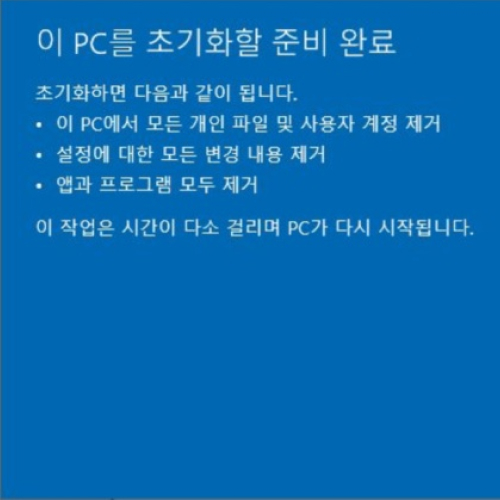 이 PC를 초기화할 준비 완료
초기화하면 다음과 같이 됩니다.
• 이 PC에서 모든 개인 파일 및 사용자 계정 제거
• 설정에 대한 모든 변경 내용 제거
• 앱과 프로그램 모두 제거
이 작업은 시간이 다소 걸리며 PC가 다시 시작됩니다.